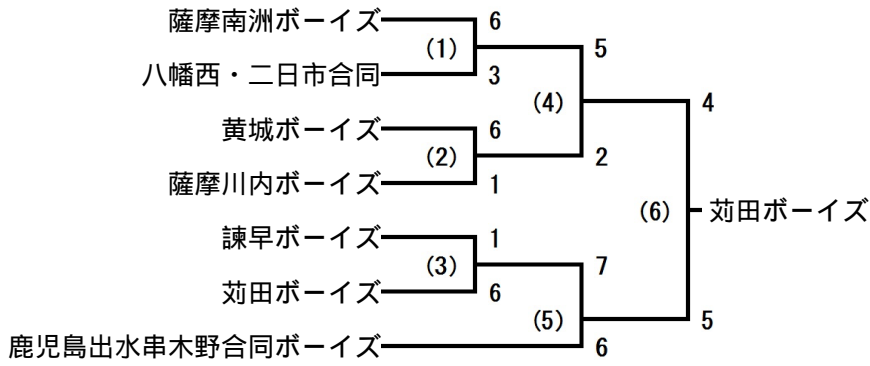 薩摩南洲ボーイズ
6
(1)
5
八幡西・二日市合同
3
(4)
4
黄城ボーイズ
6
(2)
2
薩摩川内ボーイズ
1
(6)
苅田ボーイズ
諫早ボーイズ
1
(3)
7
苅田ボーイズ
6
(5)
5
鹿児島出水串木野合同ボーイズ
6